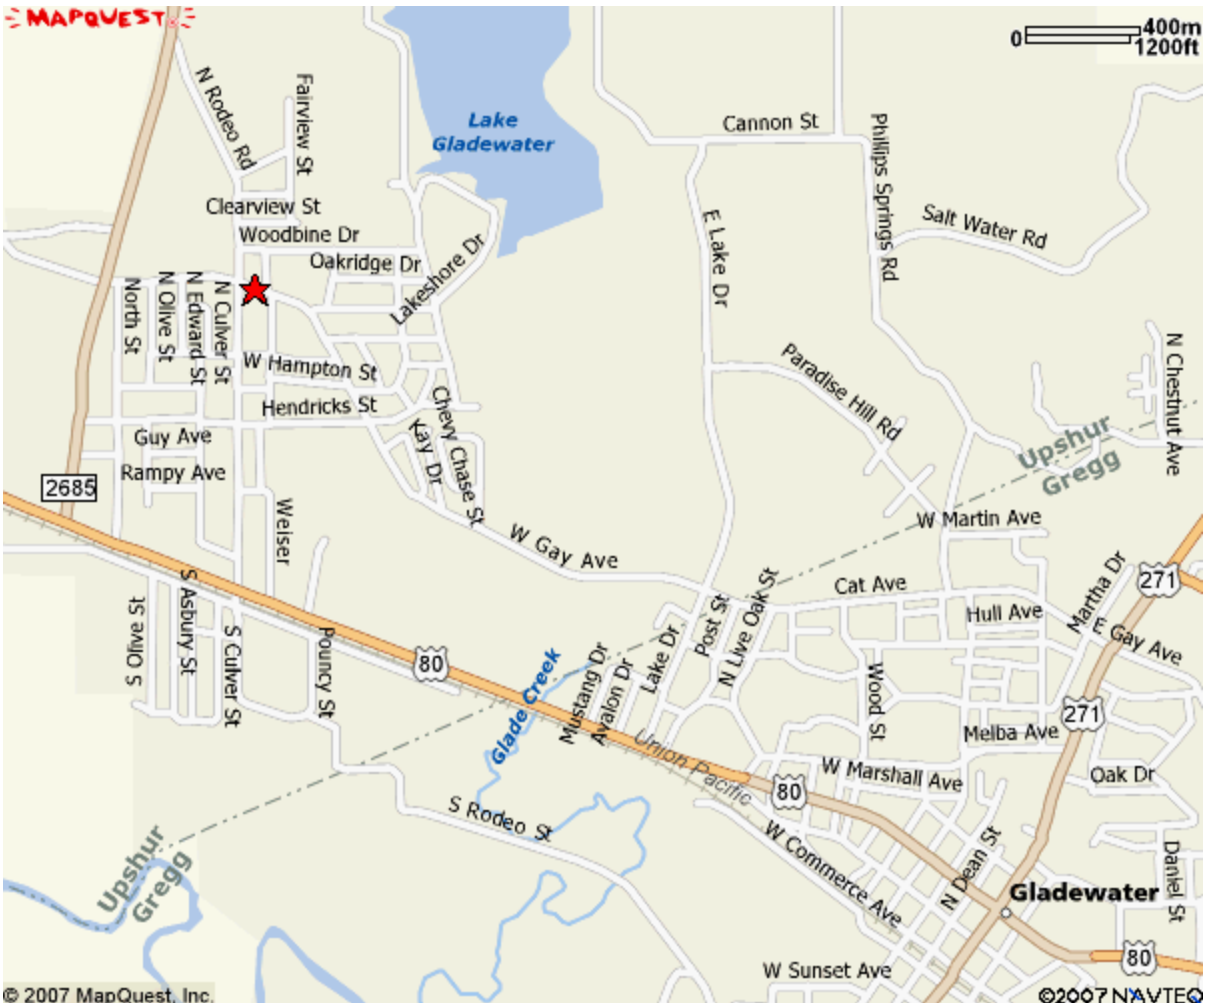 MAPQUEST
0
400m
1200ft
N Rodeo Rd
Fairview St
Lake
Gladewater
Cannon St
Phillips Springs Rd
Clearview St
Woodbine Dr
Oakridge Dr
Lakeshore Dr
E Lake Dr
Salt Water Rd
North St
N Olive St
N Edward St
N Culver St
W Hampton St
Hendricks St
Chevy Chase St
Kay Dr
Paradise Hill Rd
N Chestnut Ave
Guy Ave
Rampy Ave
2685
Weiser
Upshur
Gregg
W Martin Ave
W Gay Ave
S Olive St
S Asbury St
S Culver St
Pouncy St
80
Cat Ave
Hull Ave
Martha Dr
271
E Gay Ave
Post St
N Live Oak St
Lake Dr
Mustang Dr
Avalon Dr
Glade Creek
Wood St
271
Melba Ave
Union Pacific
W Marshall Ave
Oak Dr
80
S Rodeo St
W Commerce Ave
N Dean St
Daniel St
Upshur
Gregg
Gladewater
80
W Sunset Ave
© 2007 MapQuest, Inc.
©2007 NAVTEQ